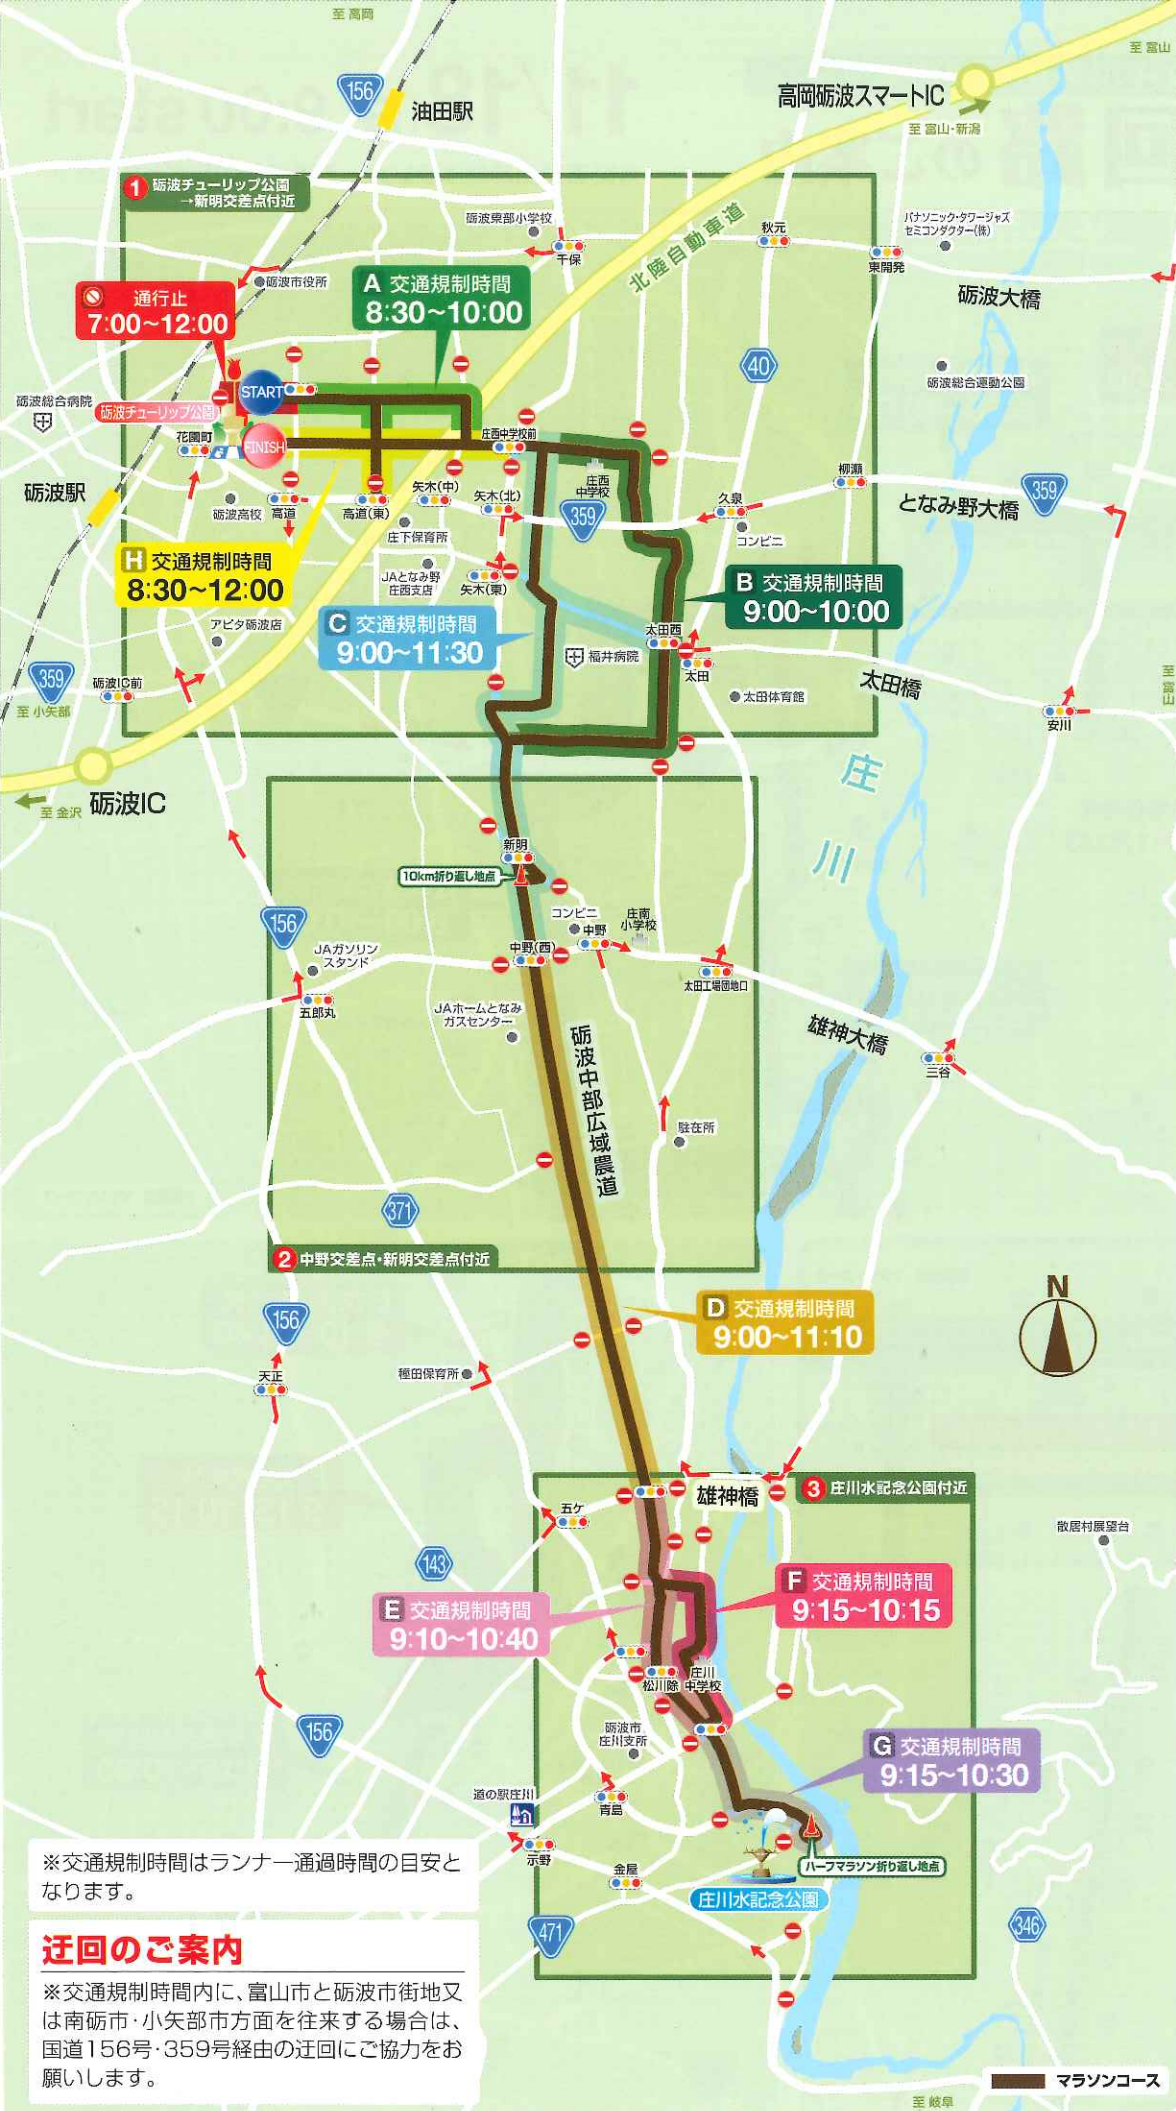 至 高岡
至 富山
156
油田駅
高岡砺波スマートIC
至 富山・新潟
1 砺波チューリップ公園
→新明交差点付近
砺波東部小学校
千保
北陸自動車道
秋元
パナソニック・タワージャズ
セミコンダクター(株)
東開発
砺波大橋
砺波市役所
通行止
7:00～12:00
A 交通規制時間
8:30～10:00
40
砺波総合運動公園
砺波総合病院
START
砺波チューリップ公園
花園町
FINISH
庄西中学校前
庄西
中学校
柳瀬
砺波駅
砺波高校
高道
高道(東)
矢木(中)
矢木(北)
359
久泉
コンビニ
となみ野大橋
359
庄下保育所
H 交通規制時間
8:30～12:00
JAとなみ野
庄西支店
矢木(東)
B 交通規制時間
9:00～10:00
アピタ砺波店
C 交通規制時間
9:00～11:30
太田西
福井病院
太田
太田体育館
太田橋
359
至 小矢部
砺波IC前
至 富山
安川
砺波IC
至 金沢
庄川
新明
10km折り返し地点
コンビニ
中野
庄南
小学校
156
JAガソリン
スタンド
中野(西)
太田工場団地口
五郎丸
JAホームとなみ
ガスセンター
砺波中部広域農道
雄神大橋
三谷
駐在所
371
2 中野交差点・新明交差点付近
156
D 交通規制時間
9:00～11:10
N
天正
種田保育所
雄神橋
3 庄川水記念公園付近
五ケ
散居村展望台
143
E 交通規制時間
9:10～10:40
F 交通規制時間
9:15～10:15
松川除
庄川
中学校
156
砺波市
庄川支所
G 交通規制時間
9:15～10:30
道の駅庄川
青島
示野
金屋
ハーフマラソン折り返し地点
庄川水記念公園
471
346
※交通規制時間はランナー通過時間の目安と
なります。
迂回のご案内
※交通規制時間内に、富山市と砺波市街地又
は南砺市・小矢部市方面を往来する場合は、
国道156号・359号経由の迂回にご協力をお
願いします。
マラソンコース
至 岐阜